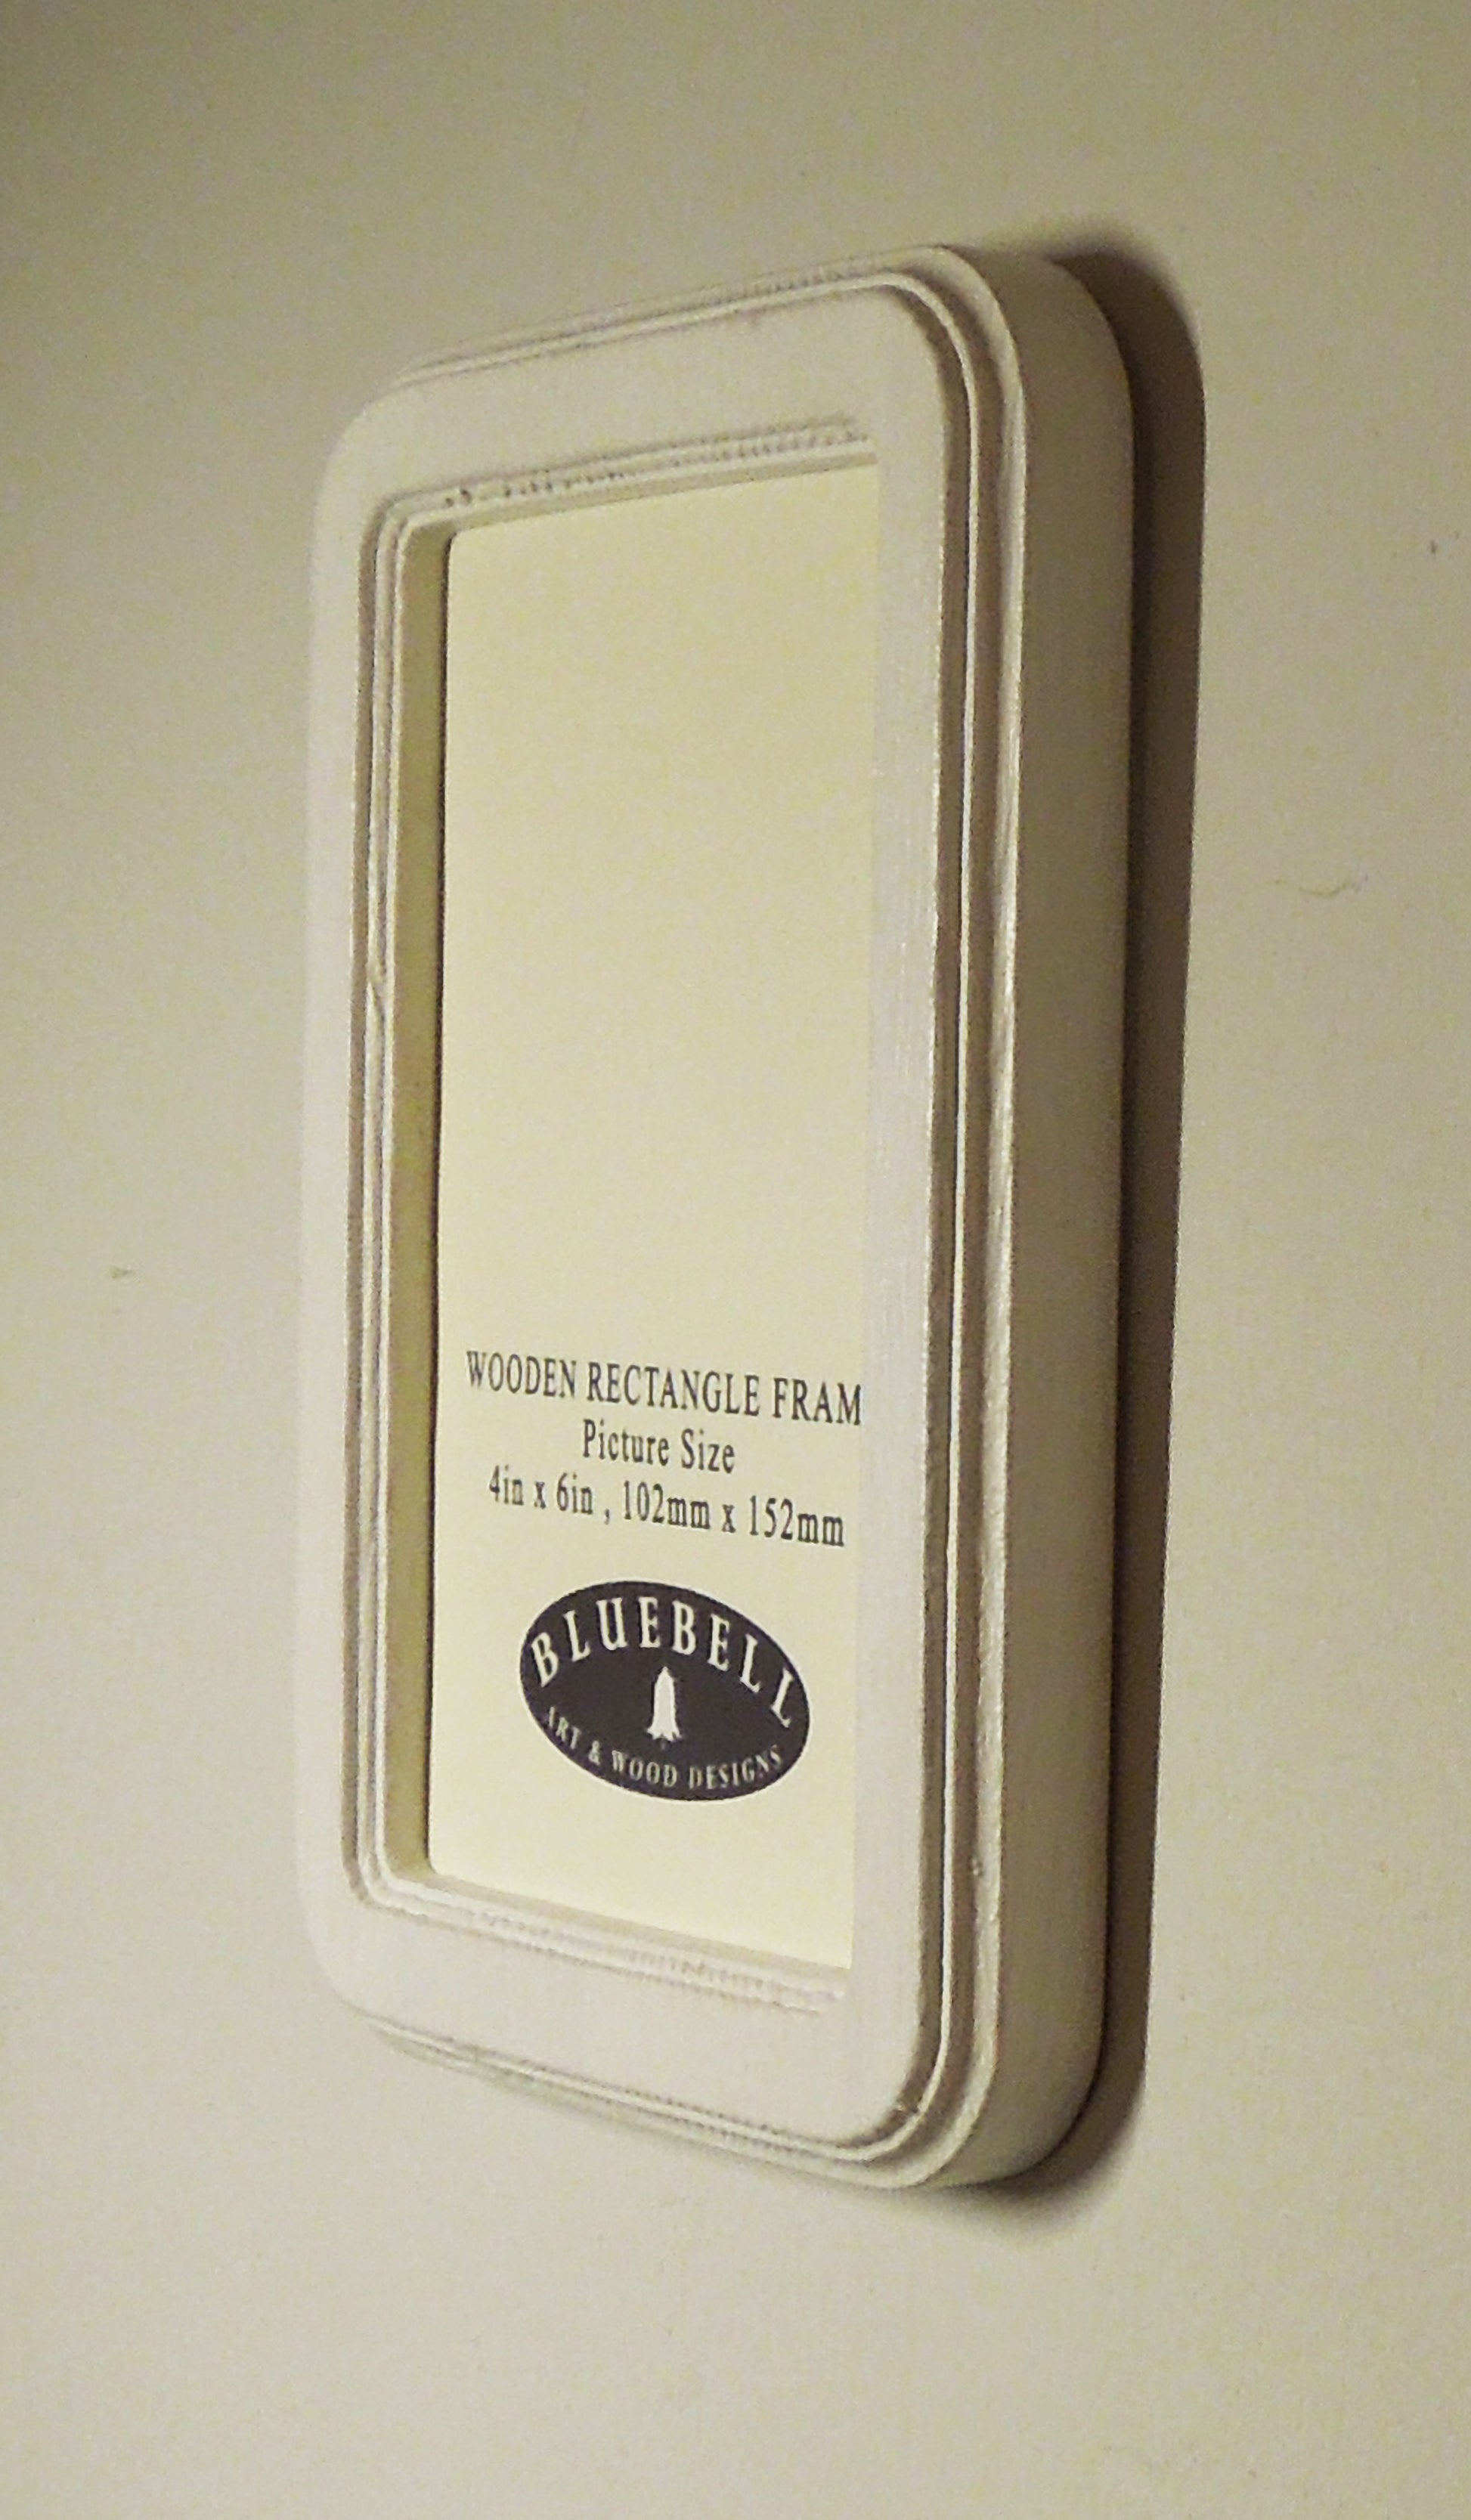 WOODEN RECTANGLE FRAM
Picture Size
4in x 6in , 102mm x 152mm
BLUEBELL
ART & WOOD DESIGNS